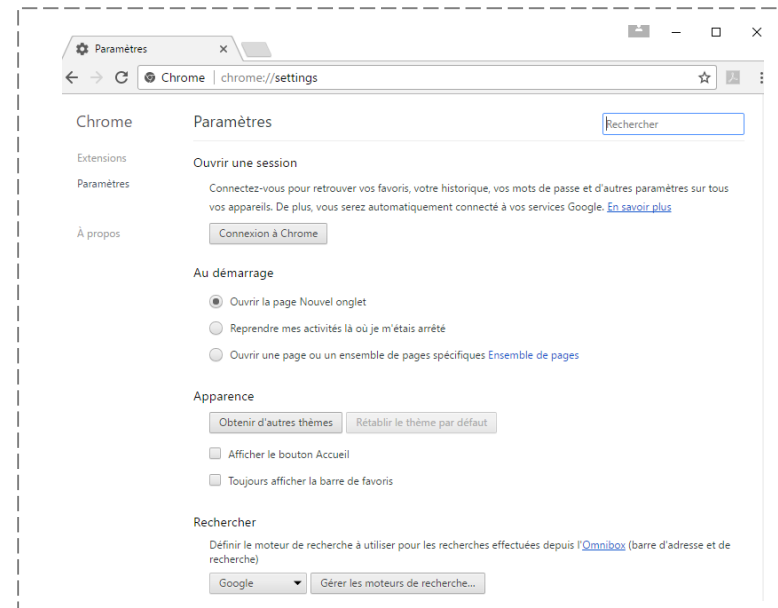 Paramètres
Chrome | chrome://settings
Chrome
Paramètres
Rechercher
Extensions
Paramètres
À propos
Ouvrir une session
Connectez-vous pour retrouver vos favoris, votre historique, vos mots de passe et d'autres paramètres sur tous
vos appareils. De plus, vous serez automatiquement connecté à vos services Google. En savoir plus
Connexion à Chrome
Au démarrage
Ouvrir la page Nouvel onglet
Reprendre mes activités là où je m'étais arrêté
Ouvrir une page ou un ensemble de pages spécifiques Ensemble de pages
Apparence
Obtenir d'autres thèmes Rétablir le thème par défaut
Afficher le bouton Accueil
Toujours afficher la barre de favoris
Rechercher
Définir le moteur de recherche à utiliser pour les recherches effectuées depuis l'Omnibox (barre d'adresse et de
recherche)
Google Gérer les moteurs de recherche...